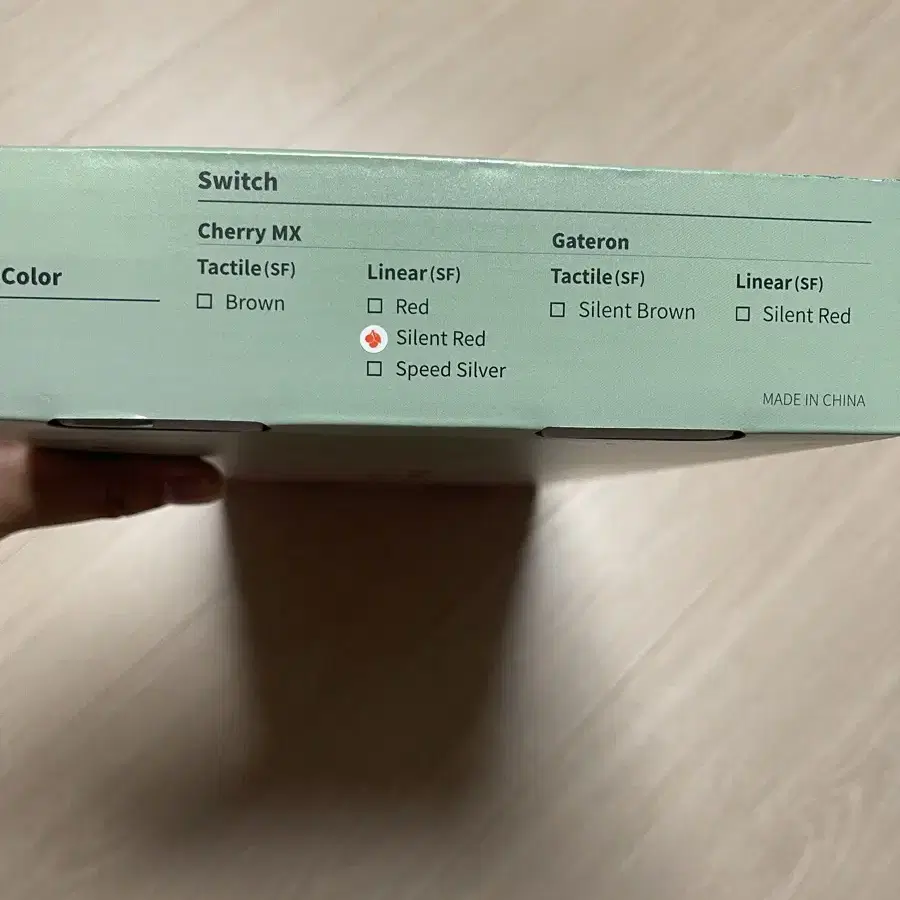 Switch
Cherry MX
Gateron
Color
Tactile(SF)
Brown
Linear(SF)
Red
Silent Red
Speed Silver
Tactile(SF)
Silent Brown
Linear(SF)
Silent Red
MADE IN CHINA